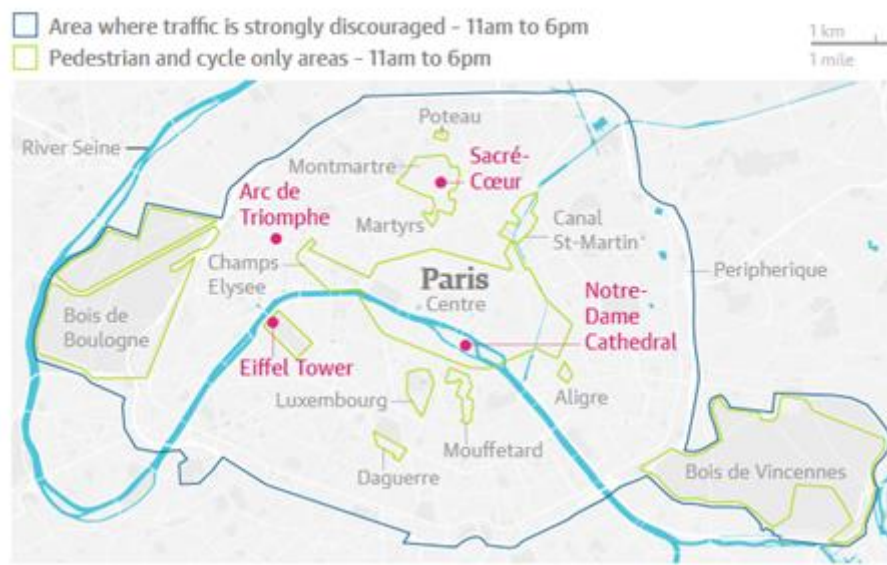 Area where traffic is strongly discouraged - 11am to 6pm
Pedestrian and cycle only areas - 11am to 6pm
1 km
1 mile
Poteau
River Seine
Montmartre
Sacré-
Cœur
Arc de
Triomphe
Martyrs
Canal
St-Martin
Champs
Elysee
Paris
Centre
Peripherique
Notre-
Dame
Cathedral
Bois de
Boulogne
Eiffel Tower
Luxembourg
Aligre
Mouffetard
Daguerre
Bois de Vincennes